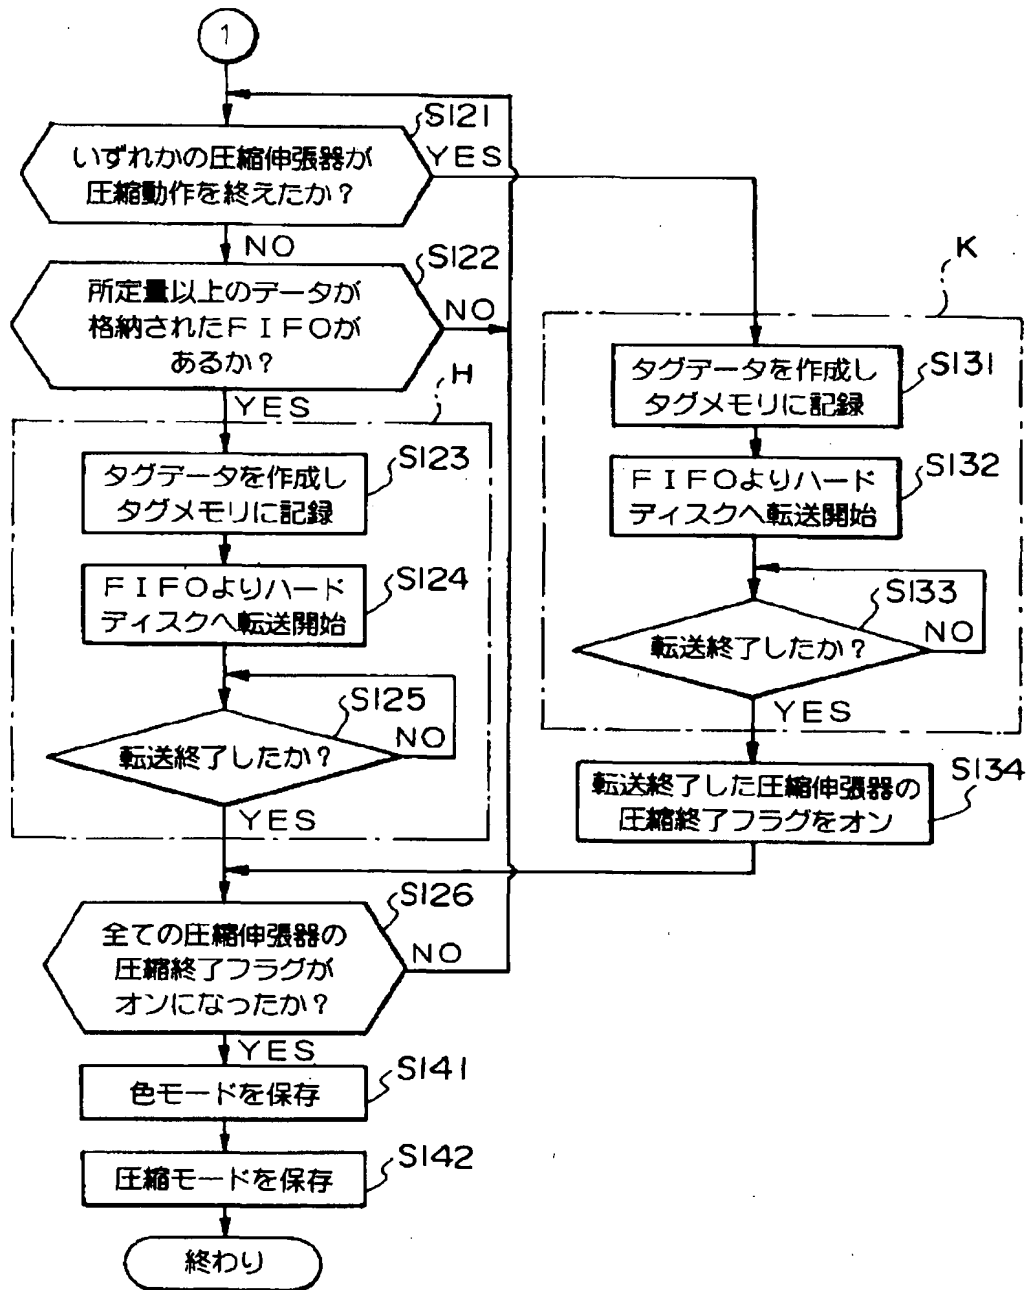 1
S121
いずれかの圧縮伸張器が
圧縮動作を終えたか？
YES
NO
S122
所定量以上のデータが
格納されたＦＩＦＯが
あるか？
NO
YES
H
S123
タグデータを作成し
タグメモリに記録
S124
ＦＩＦＯよりハード
ディスクへ転送開始
S125
転送終了したか？
NO
YES
K
S131
タグデータを作成し
タグメモリに記録
S132
ＦＩＦＯよりハード
ディスクへ転送開始
S133
転送終了したか？
NO
YES
S134
転送終了した圧縮伸張器の
圧縮終了フラグをオン
S126
全ての圧縮伸張器の
圧縮終了フラグが
オンになったか？
NO
YES
S141
色モードを保存
S142
圧縮モードを保存
終わり